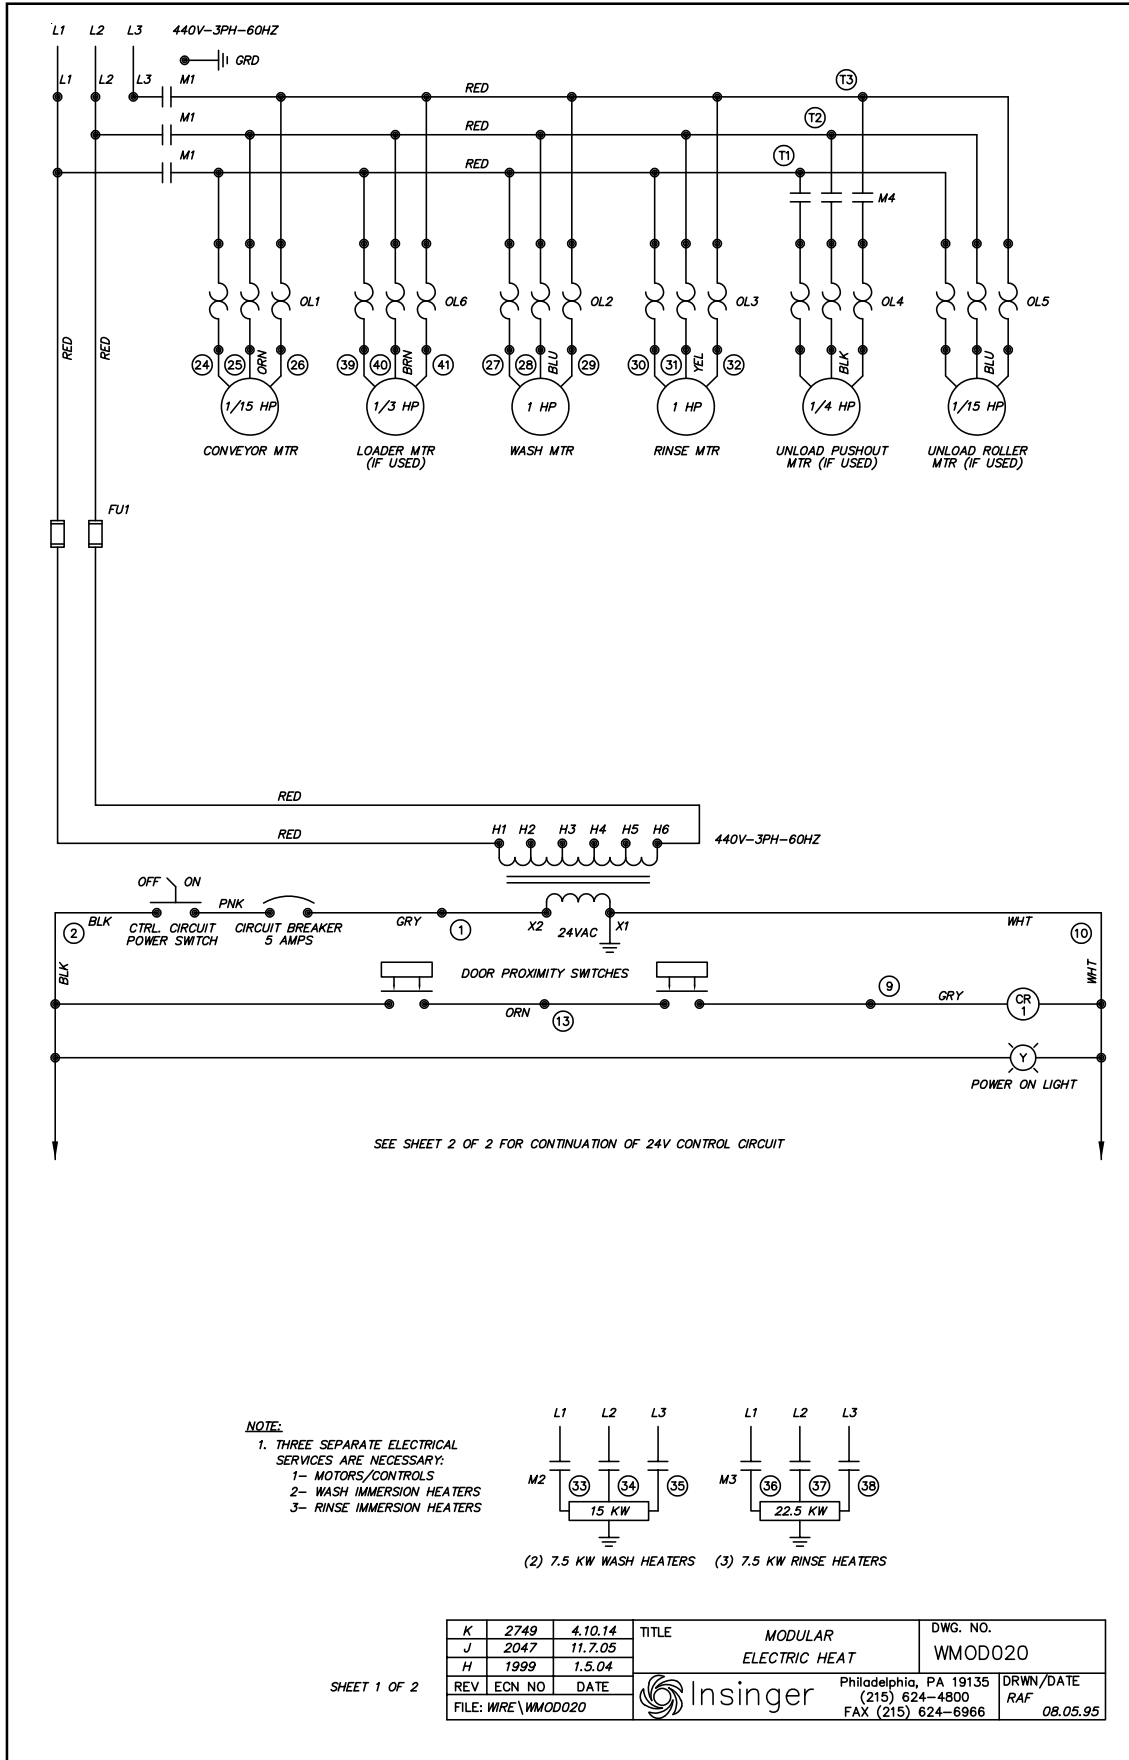 L1 L2 L3 440V-3PH-60HZ
GRD
L1 L2 L3 M1
RED
T3
M1
RED
T2
M1
RED
T1
M4
OL1 OL6 OL2 OL3 OL4 OL5
RED RED
24 25 ORN 26 39 40 BRN 41 27 28 BLU 29 30 31 YEL 32 BLK BLU
1/15 HP 1/3 HP 1 HP 1 HP 1/4 HP 1/15 HP
CONVEYOR MTR
LOADER MTR
(IF USED)
WASH MTR
RINSE MTR
UNLOAD PUSHOUT
MTR (IF USED)
UNLOAD ROLLER
MTR (IF USED)
FU1
RED
RED
H1 H2 H3 H4 H5 H6
440V-3PH-60HZ
OFF ON
2
BLK
CTRL. CIRCUIT
POWER SWITCH
PNK
CIRCUIT BREAKER
5 AMPS
GRY
1
X2
24VAC
X1
WHT
10
BLK
WHT
DOOR PROXIMITY SWITCHES
ORN
13
9
GRY
CR
1
Y
POWER ON LIGHT
SEE SHEET 2 OF 2 FOR CONTINUATION OF 24V CONTROL CIRCUIT
NOTE:
1. THREE SEPARATE ELECTRICAL
SERVICES ARE NECESSARY:
1- MOTORS/CONTROLS
2- WASH IMMERSION HEATERS
3- RINSE IMMERSION HEATERS
L1 L2 L3
M2 33 34 35
15 KW
(2) 7.5 KW WASH HEATERS
L1 L2 L3
M3 36 37 38
22.5 KW
(3) 7.5 KW RINSE HEATERS
SHEET 1 OF 2
K 2749 4.10.14
J 2047 11.7.05
H 1999 1.5.04
REV ECN NO DATE
FILE: WIRE\WMOD020
TITLE
MODULAR
ELECTRIC HEAT
DWG. NO.
WMOD020
Insinger
Philadelphia, PA 19135
(215) 624-4800
FAX (215) 624-6966
DRWN/DATE
RAF
08.05.95